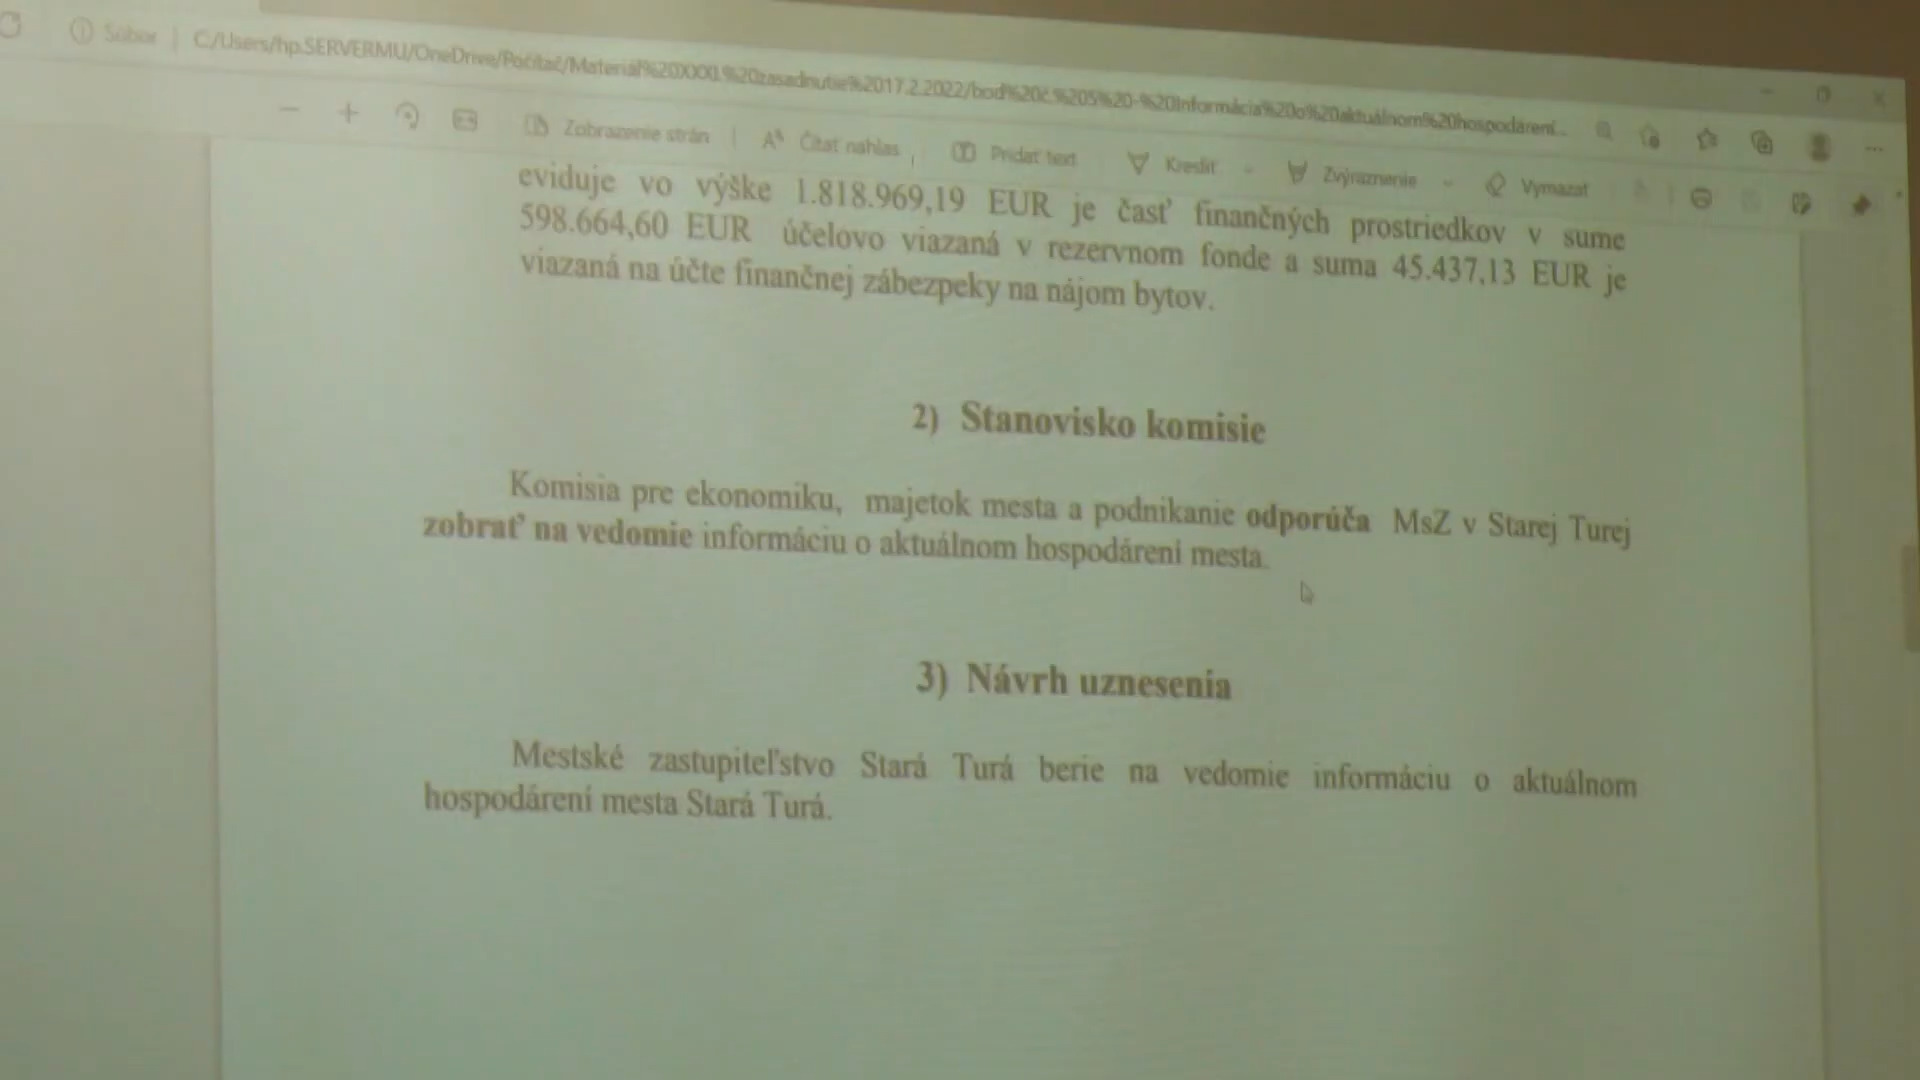 Súbor | C:/Users/hp.SERVERMU/OneDrive/Počítač/Materiál%20XXXI.%20zasadnutie%2017.2.2022/bod%20č.%205%20-%20Informácia%20o%20aktuálnom%20hospodárení...
Zobrazenie strán | Čítať nahlas | Pridať text Kresliť Zvýraznenie Vymazať
eviduje vo výške 1.818.969,19 EUR je časť finančných prostriedkov v sume
598.664,60 EUR účelovo viazaná v rezervnom fonde a suma 45.437,13 EUR je
viazaná na účte finančnej zábezpeky na nájom bytov.
2) Stanovisko komisie
Komisia pre ekonomiku, majetok mesta a podnikanie odporúča MsZ v Starej Turej
zobrať na vedomie informáciu o aktuálnom hospodárení mesta.
3) Návrh uznesenia
Mestské zastupiteľstvo Stará Turá berie na vedomie informáciu o aktuálnom
hospodárení mesta Stará Turá.